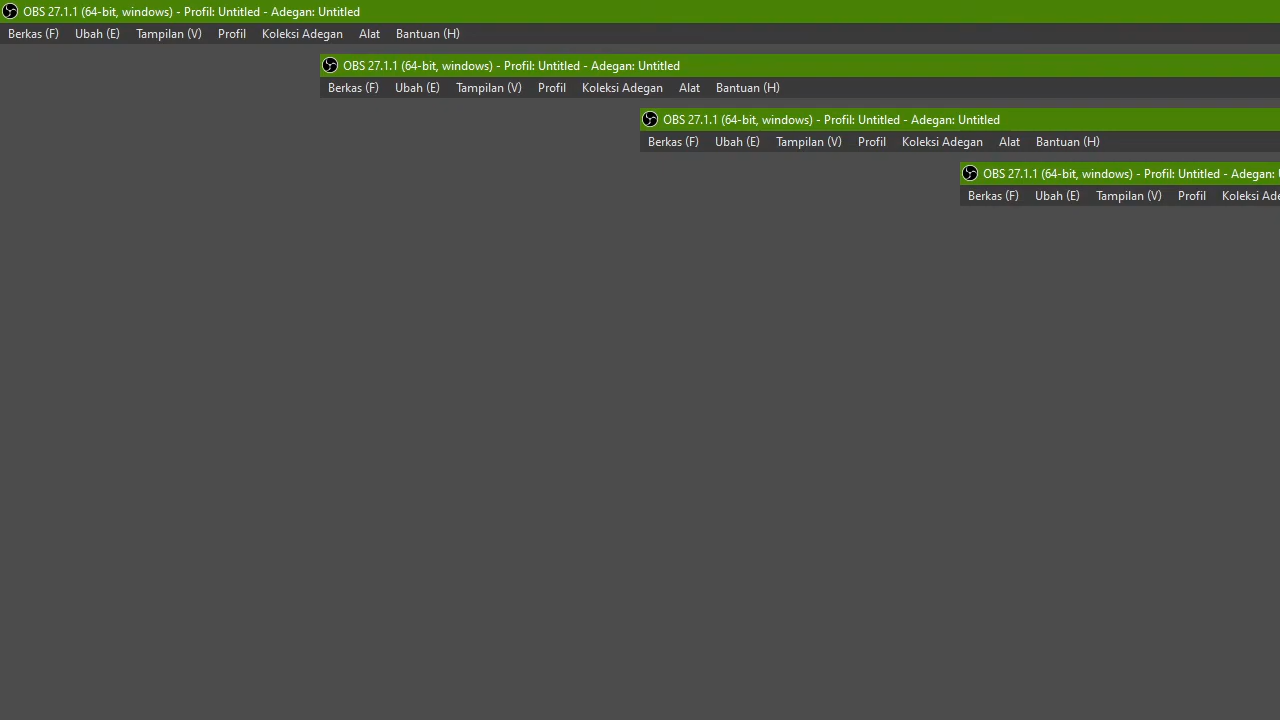 OBS 27.1.1 (64-bit, windows) - Profil: Untitled - Adegan: Untitled
Berkas (F) Ubah (E) Tampilan (V) Profil Koleksi Adegan Alat Bantuan (H)
OBS 27.1.1 (64-bit, windows) - Profil: Untitled - Adegan: Untitled
Berkas (F) Ubah (E) Tampilan (V) Profil Koleksi Adegan Alat Bantuan (H)
OBS 27.1.1 (64-bit, windows) - Profil: Untitled - Adegan: Untitled
Berkas (F) Ubah (E) Tampilan (V) Profil Koleksi Adegan Alat Bantuan (H)
OBS 27.1.1 (64-bit, windows) - Profil: Untitled - Adegan:
Berkas (F) Ubah (E) Tampilan (V) Profil Koleksi Ade